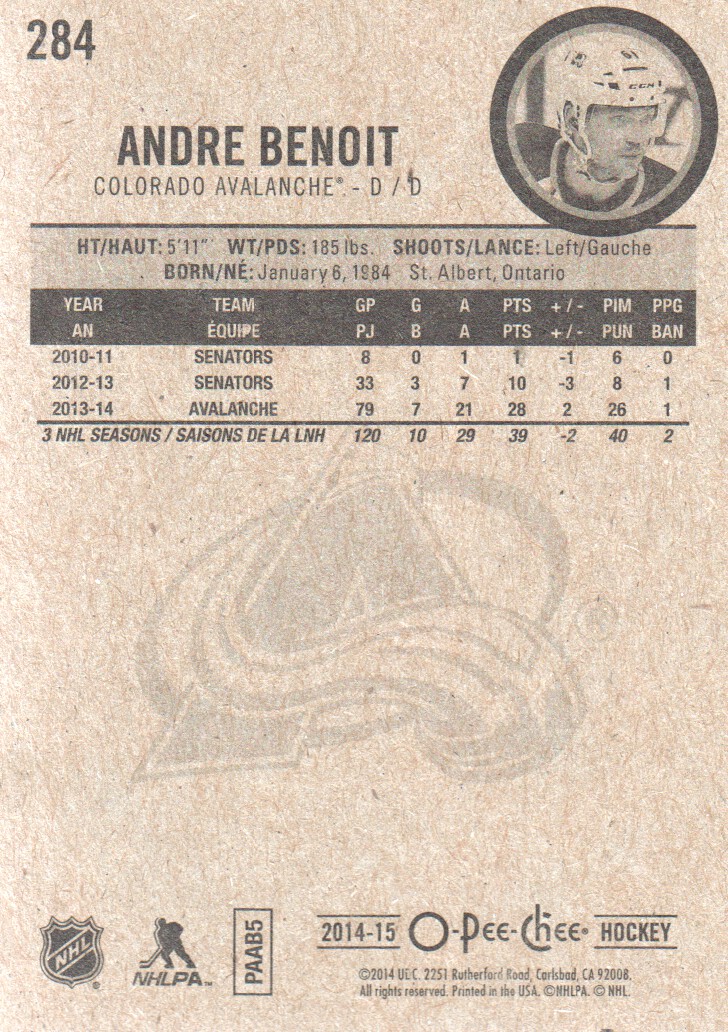 284
ANDRE BENOIT
COLORADO AVALANCHE® - D / D
HT/HAUT: 5'11" WT/PDS: 185 lbs. SHOOTS/LANCE: Left/Gauche
BORN/NÉ: January 6, 1984 St. Albert, Ontario
YEAR TEAM GP G A PTS +/- PIM PPG
AN ÉQUIPE PJ B A PTS +/- PUN BAN
2010-11 SENATORS 8 0 1 1 -1 6 0
2012-13 SENATORS 33 3 7 10 -3 8 1
2013-14 AVALANCHE 79 7 21 28 2 26 1
3 NHL SEASONS / SAISONS DE LA LNH 120 10 29 39 -2 40 2
NHL ®
NHLPA™
PAAB5
2014-15 O-Pee-Chee® HOCKEY
©2014 UDC. 2251 Rutherford Road, Carlsbad, CA 92008.
All rights reserved. Printed in the USA. ©NHLPA. © NHL.